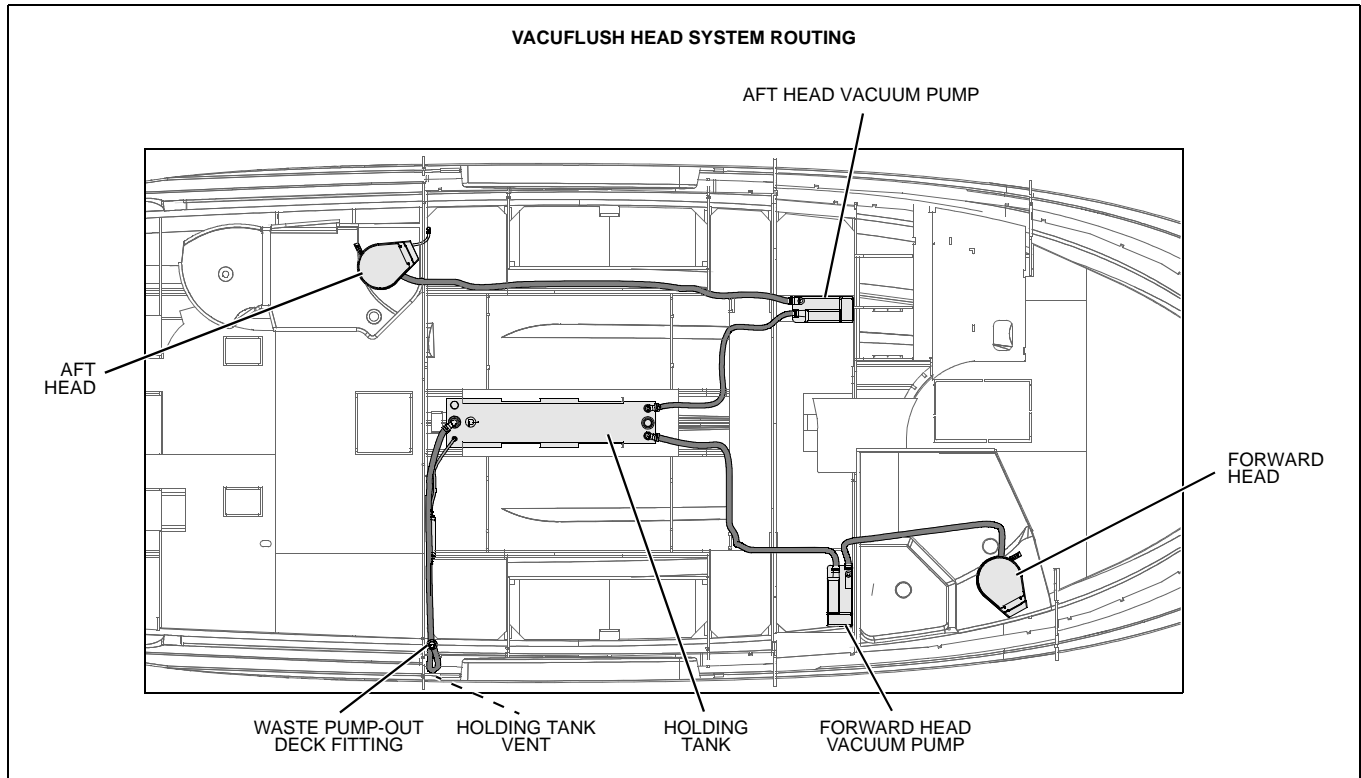 VACUFLUSH HEAD SYSTEM ROUTING
AFT HEAD VACUUM PUMP
AFT
HEAD
FORWARD
HEAD
WASTE PUMP-OUT
DECK FITTING
HOLDING TANK
VENT
HOLDING
TANK
FORWARD HEAD
VACUUM PUMP